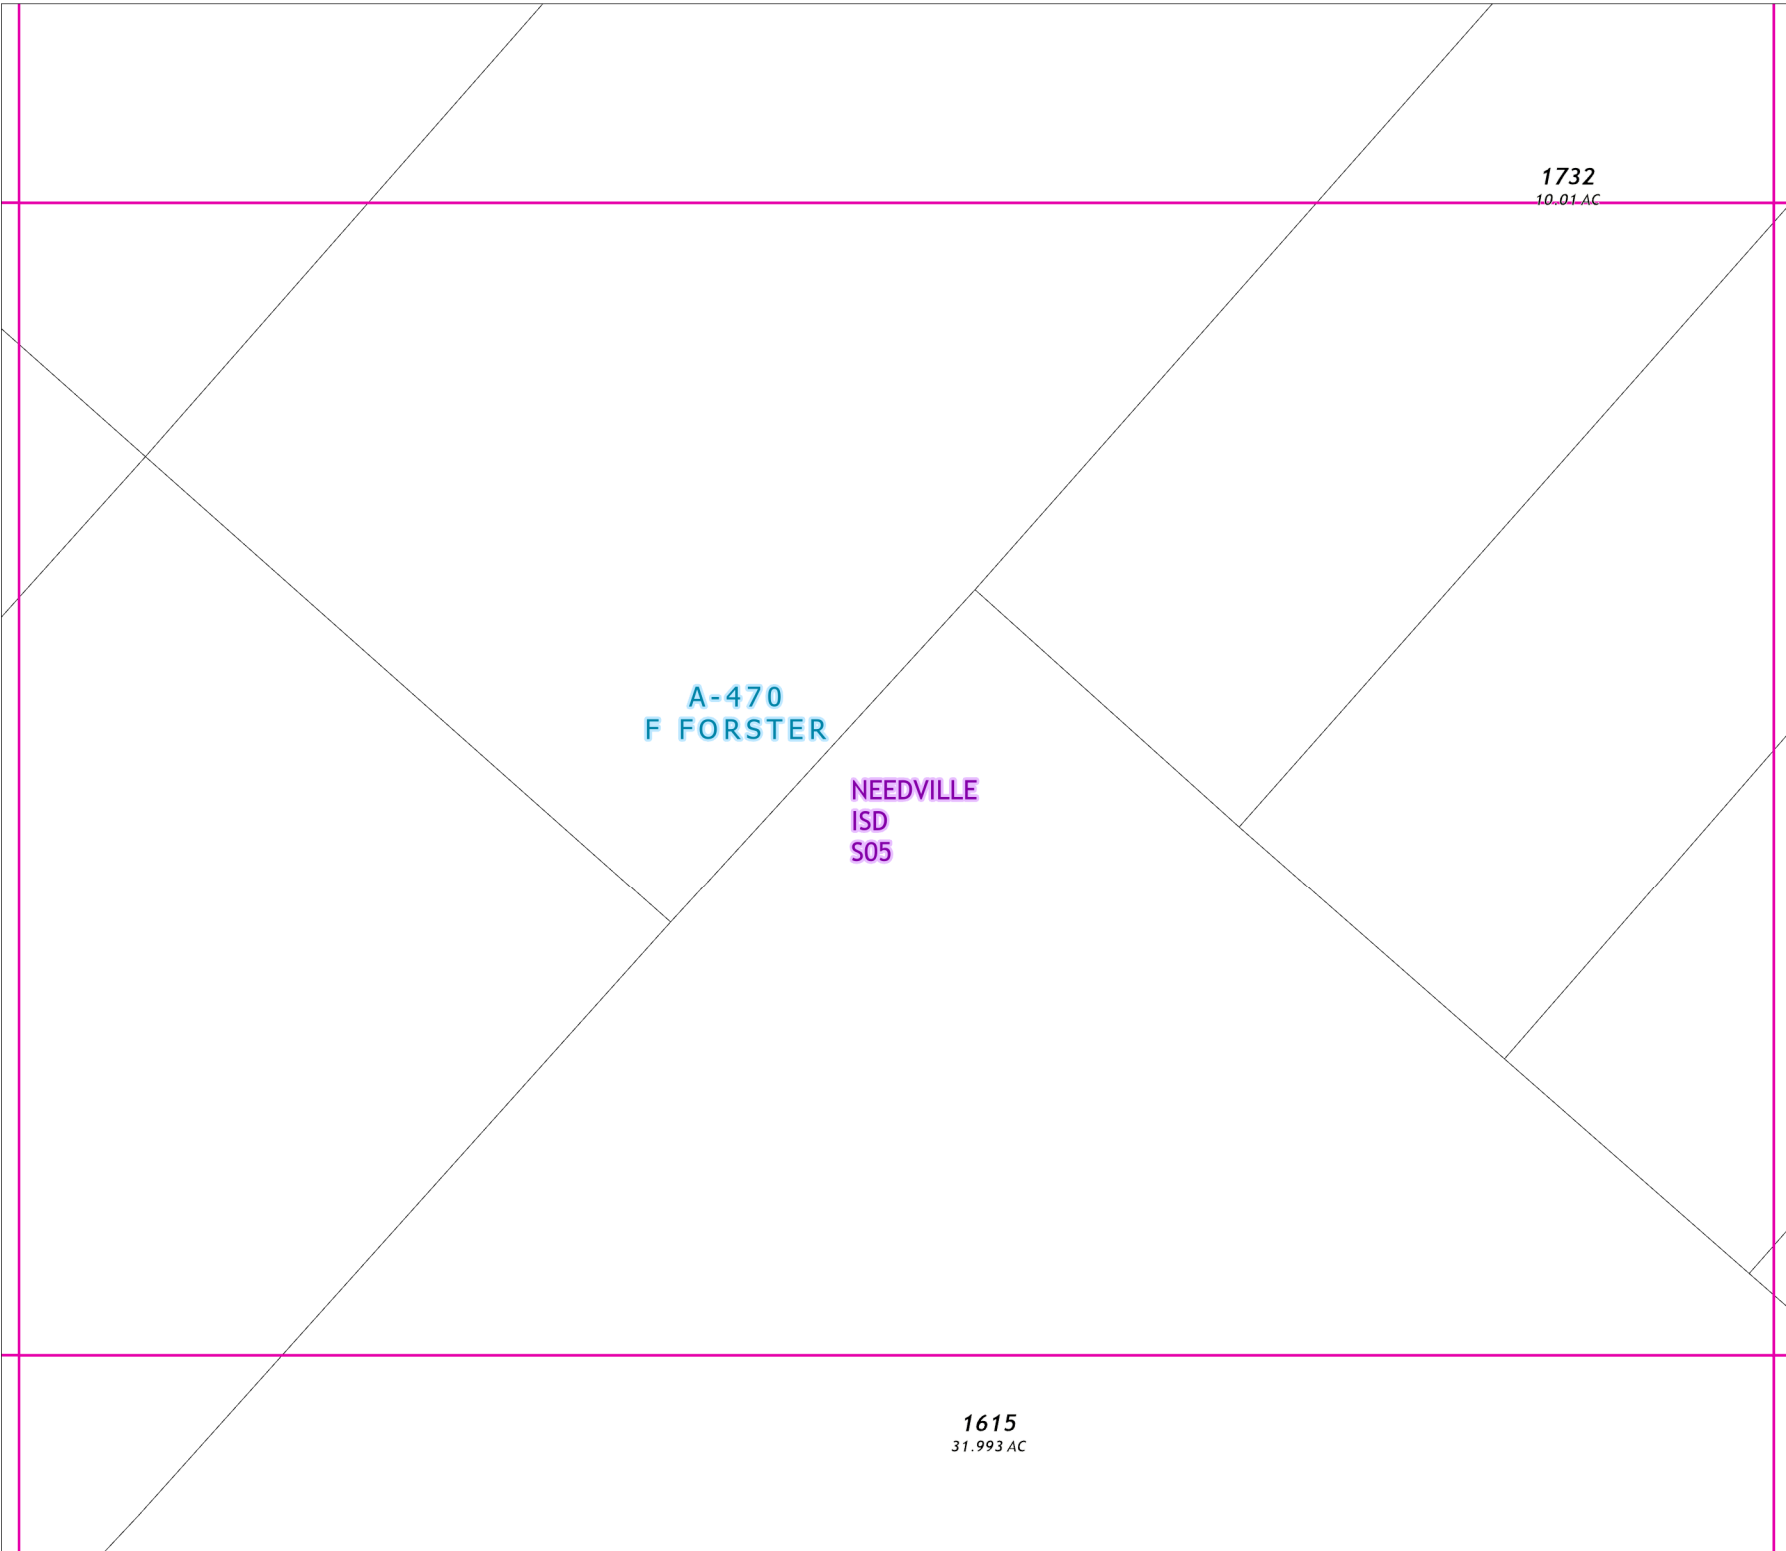 1732
10.01 AC
A-470
F FORSTER
NEEDVILLE
ISD
S05
1615
31.993 AC